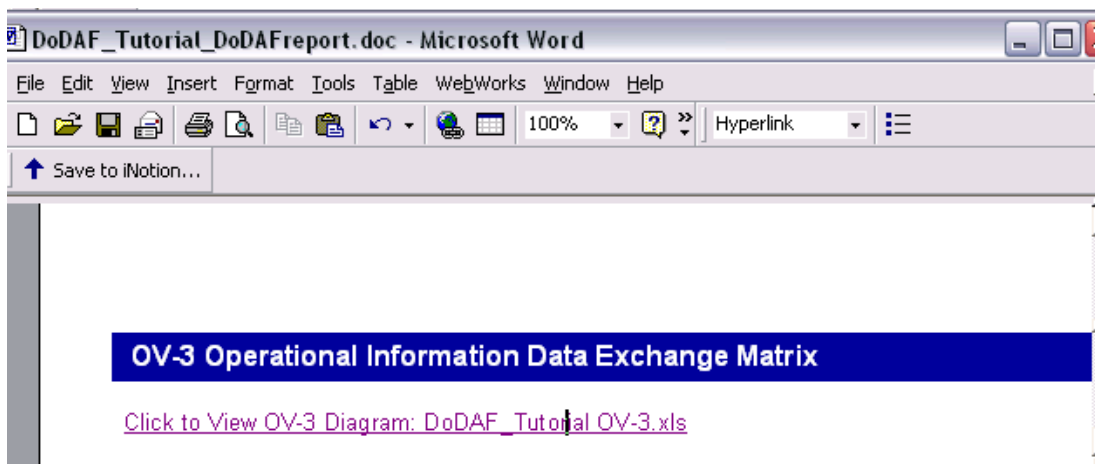 DoDAF_Tutorial_DoDAFreport.doc - Microsoft Word
File Edit View Insert Format Tools Table WebWorks Window Help
100% Hyperlink
Save to iNotion...
OV-3 Operational Information Data Exchange Matrix
Click to View OV-3 Diagram: DoDAF_Tutorial OV-3.xls